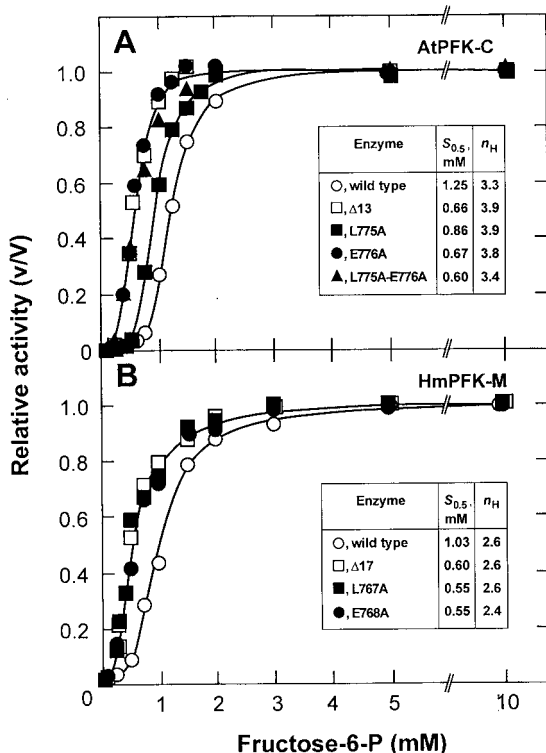 A
AtPFK-C
1.0
0.8
0.6
0.4
0.2
0
Enzyme S0.5, mM nH
○, wild type 1.25 3.3
□, Δ13 0.66 3.9
■, L775A 0.86 3.9
●, E776A 0.67 3.8
▲, L775A-E776A 0.60 3.4
Relative activity (v/V)
B
HmPFK-M
1.0
0.8
0.6
0.4
0.2
Enzyme S0.5, mM nH
○, wild type 1.03 2.6
□, Δ17 0.60 2.6
■, L767A 0.55 2.6
●, E768A 0.55 2.4
0 1 2 3 4 5 10
Fructose-6-P (mM)